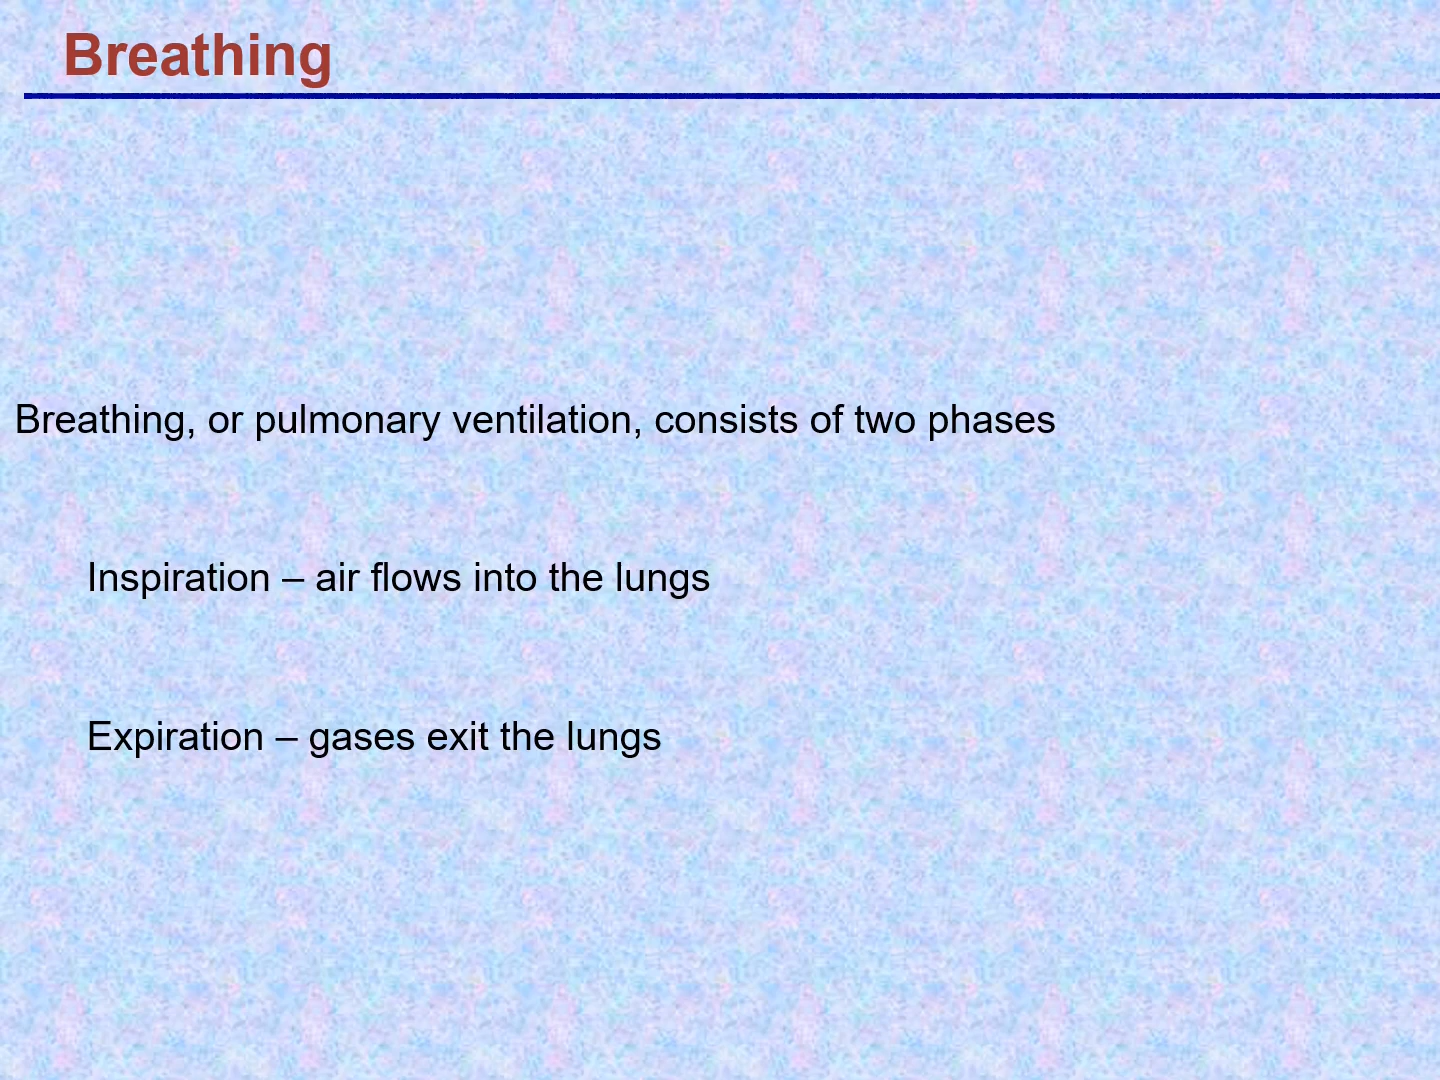 Breathing
Breathing, or pulmonary ventilation, consists of two phases
Inspiration – air flows into the lungs
Expiration – gases exit the lungs